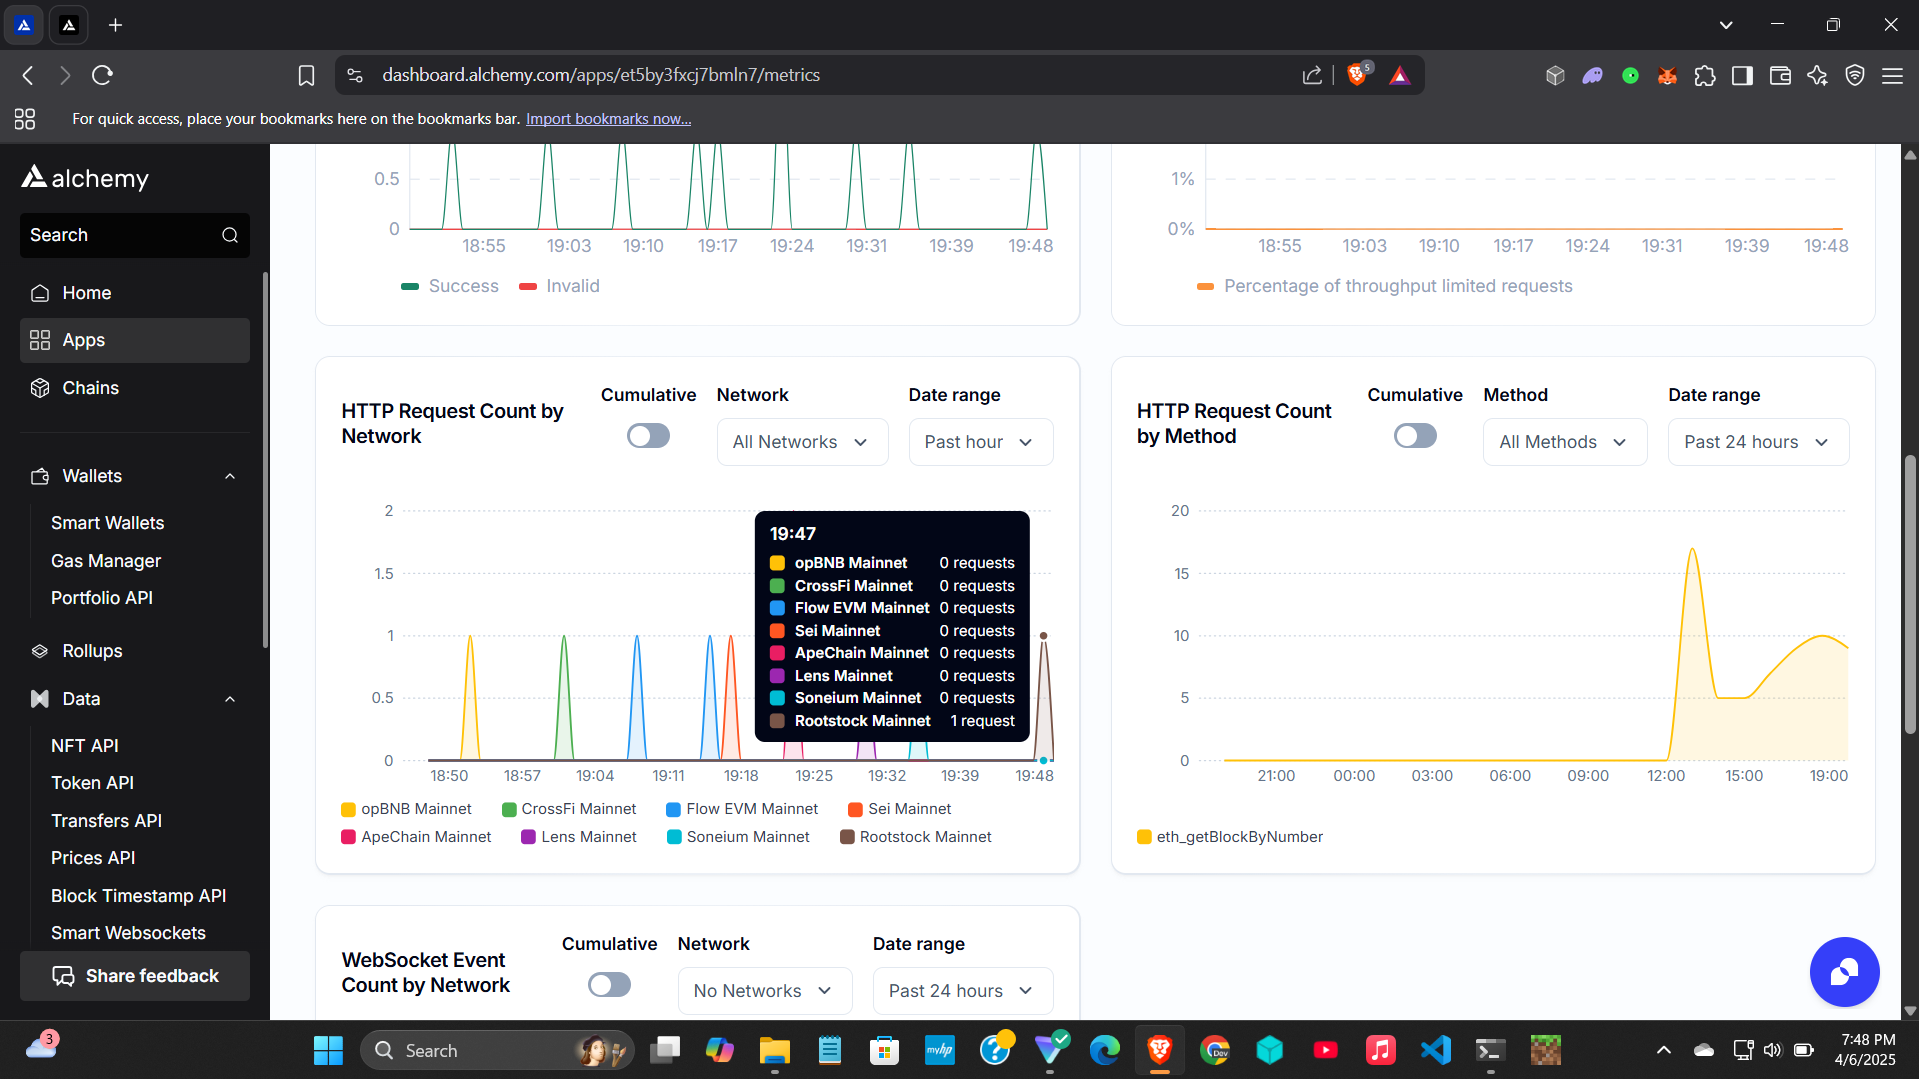 dashboard.alchemy.com/apps/et5by3fxcj7bmln7/metrics
5
For quick access, place your bookmarks here on the bookmarks bar. Import bookmarks now...
alchemy
Search
Home
Apps
Chains
Wallets
Smart Wallets
Gas Manager
Portfolio API
Rollups
Data
NFT API
Token API
Transfers API
Prices API
Block Timestamp API
Smart Websockets
Share feedback
0.5
0
18:55 19:03 19:10 19:17 19:24 19:31 19:39 19:48
Success Invalid
1%
0%
18:55 19:03 19:10 19:17 19:24 19:31 19:39 19:48
Percentage of throughput limited requests
HTTP Request Count by
Network
Cumulative
Network
All Networks
Date range
Past hour
2
1.5
1
0.5
0
18:50 18:57 19:04 19:11 19:18 19:25 19:32 19:39 19:48
19:47
opBNB Mainnet 0 requests
CrossFi Mainnet 0 requests
Flow EVM Mainnet 0 requests
Sei Mainnet 0 requests
ApeChain Mainnet 0 requests
Lens Mainnet 0 requests
Soneium Mainnet 0 requests
Rootstock Mainnet 1 request
opBNB Mainnet CrossFi Mainnet Flow EVM Mainnet Sei Mainnet
ApeChain Mainnet Lens Mainnet Soneium Mainnet Rootstock Mainnet
HTTP Request Count
by Method
Cumulative
Method
All Methods
Date range
Past 24 hours
20
15
10
5
0
21:00 00:00 03:00 06:00 09:00 12:00 15:00 19:00
eth_getBlockByNumber
WebSocket Event
Count by Network
Cumulative
Network
No Networks
Date range
Past 24 hours
3
Search
myhp
Dev
7:48 PM
4/6/2025